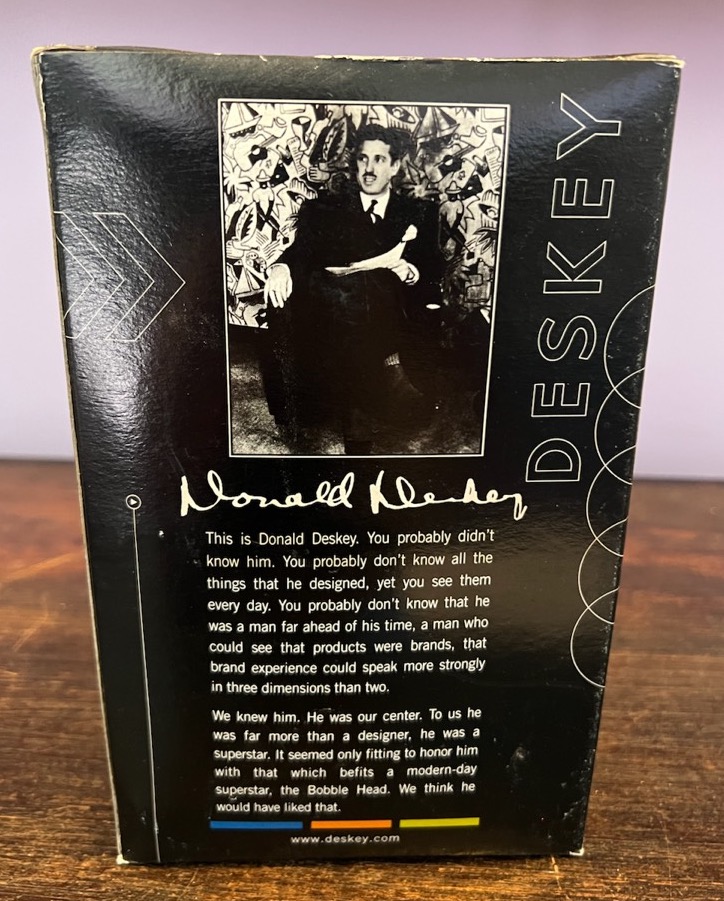 DESKEY
Donald Deskey
This is Donald Deskey. You probably didn't
know him. You probably don't know all the
things that he designed, yet you see them
every day. You probably don't know that he
was a man far ahead of his time, a man who
could see that products were brands, that
brand experience could speak more strongly
in three dimensions than two.
We knew him. He was our center. To us he
was far more than a designer, he was a
superstar. It seemed only fitting to honor him
with that which befits a modern-day
superstar, the Bobble Head. We think he
would have liked that.
www.deskey.com